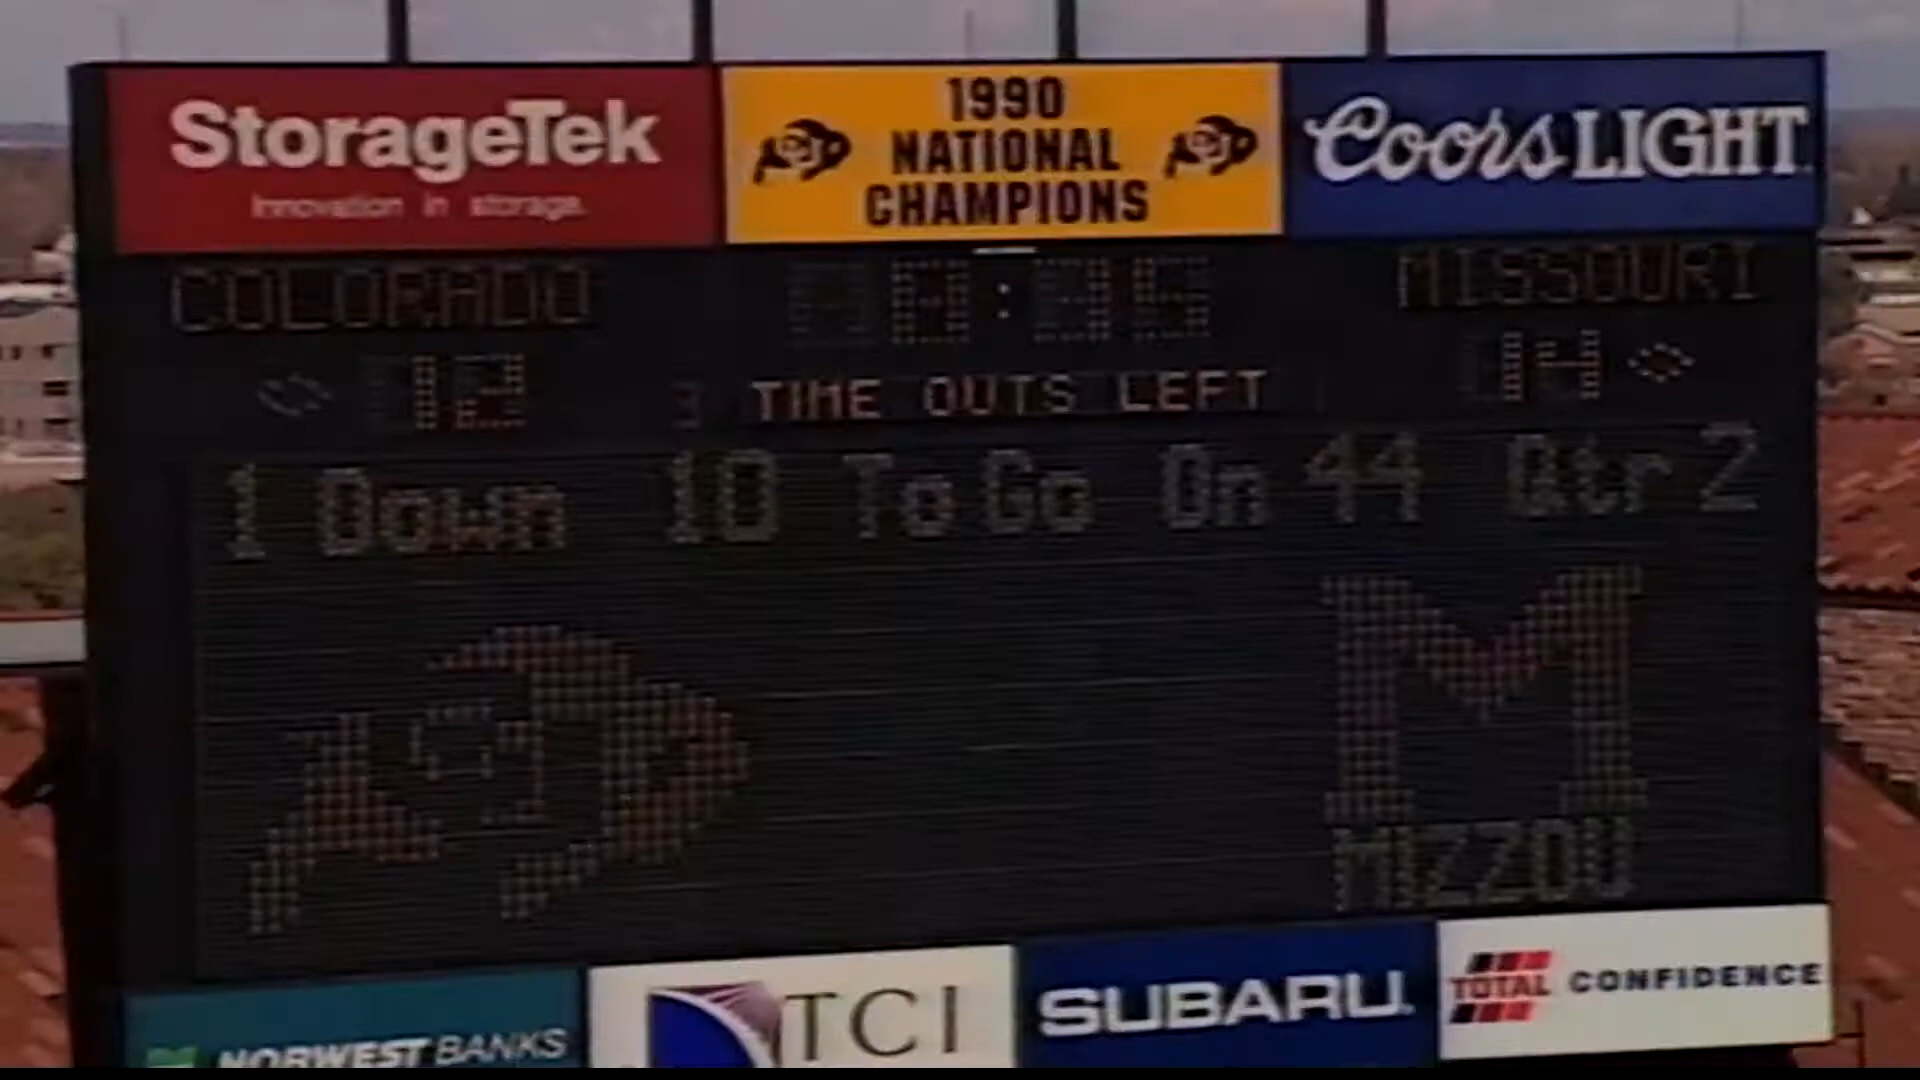 StorageTek
Innovation in storage.
1990
NATIONAL
CHAMPIONS
Coors LIGHT
COLORADO
MISSOURI
12
3 TIME OUTS LEFT
14
1 Down 10 To Go On 44 Qtr 2
MIZZOU
NORWEST BANKS
TCI
SUBARU
TOTAL
CONFIDENCE